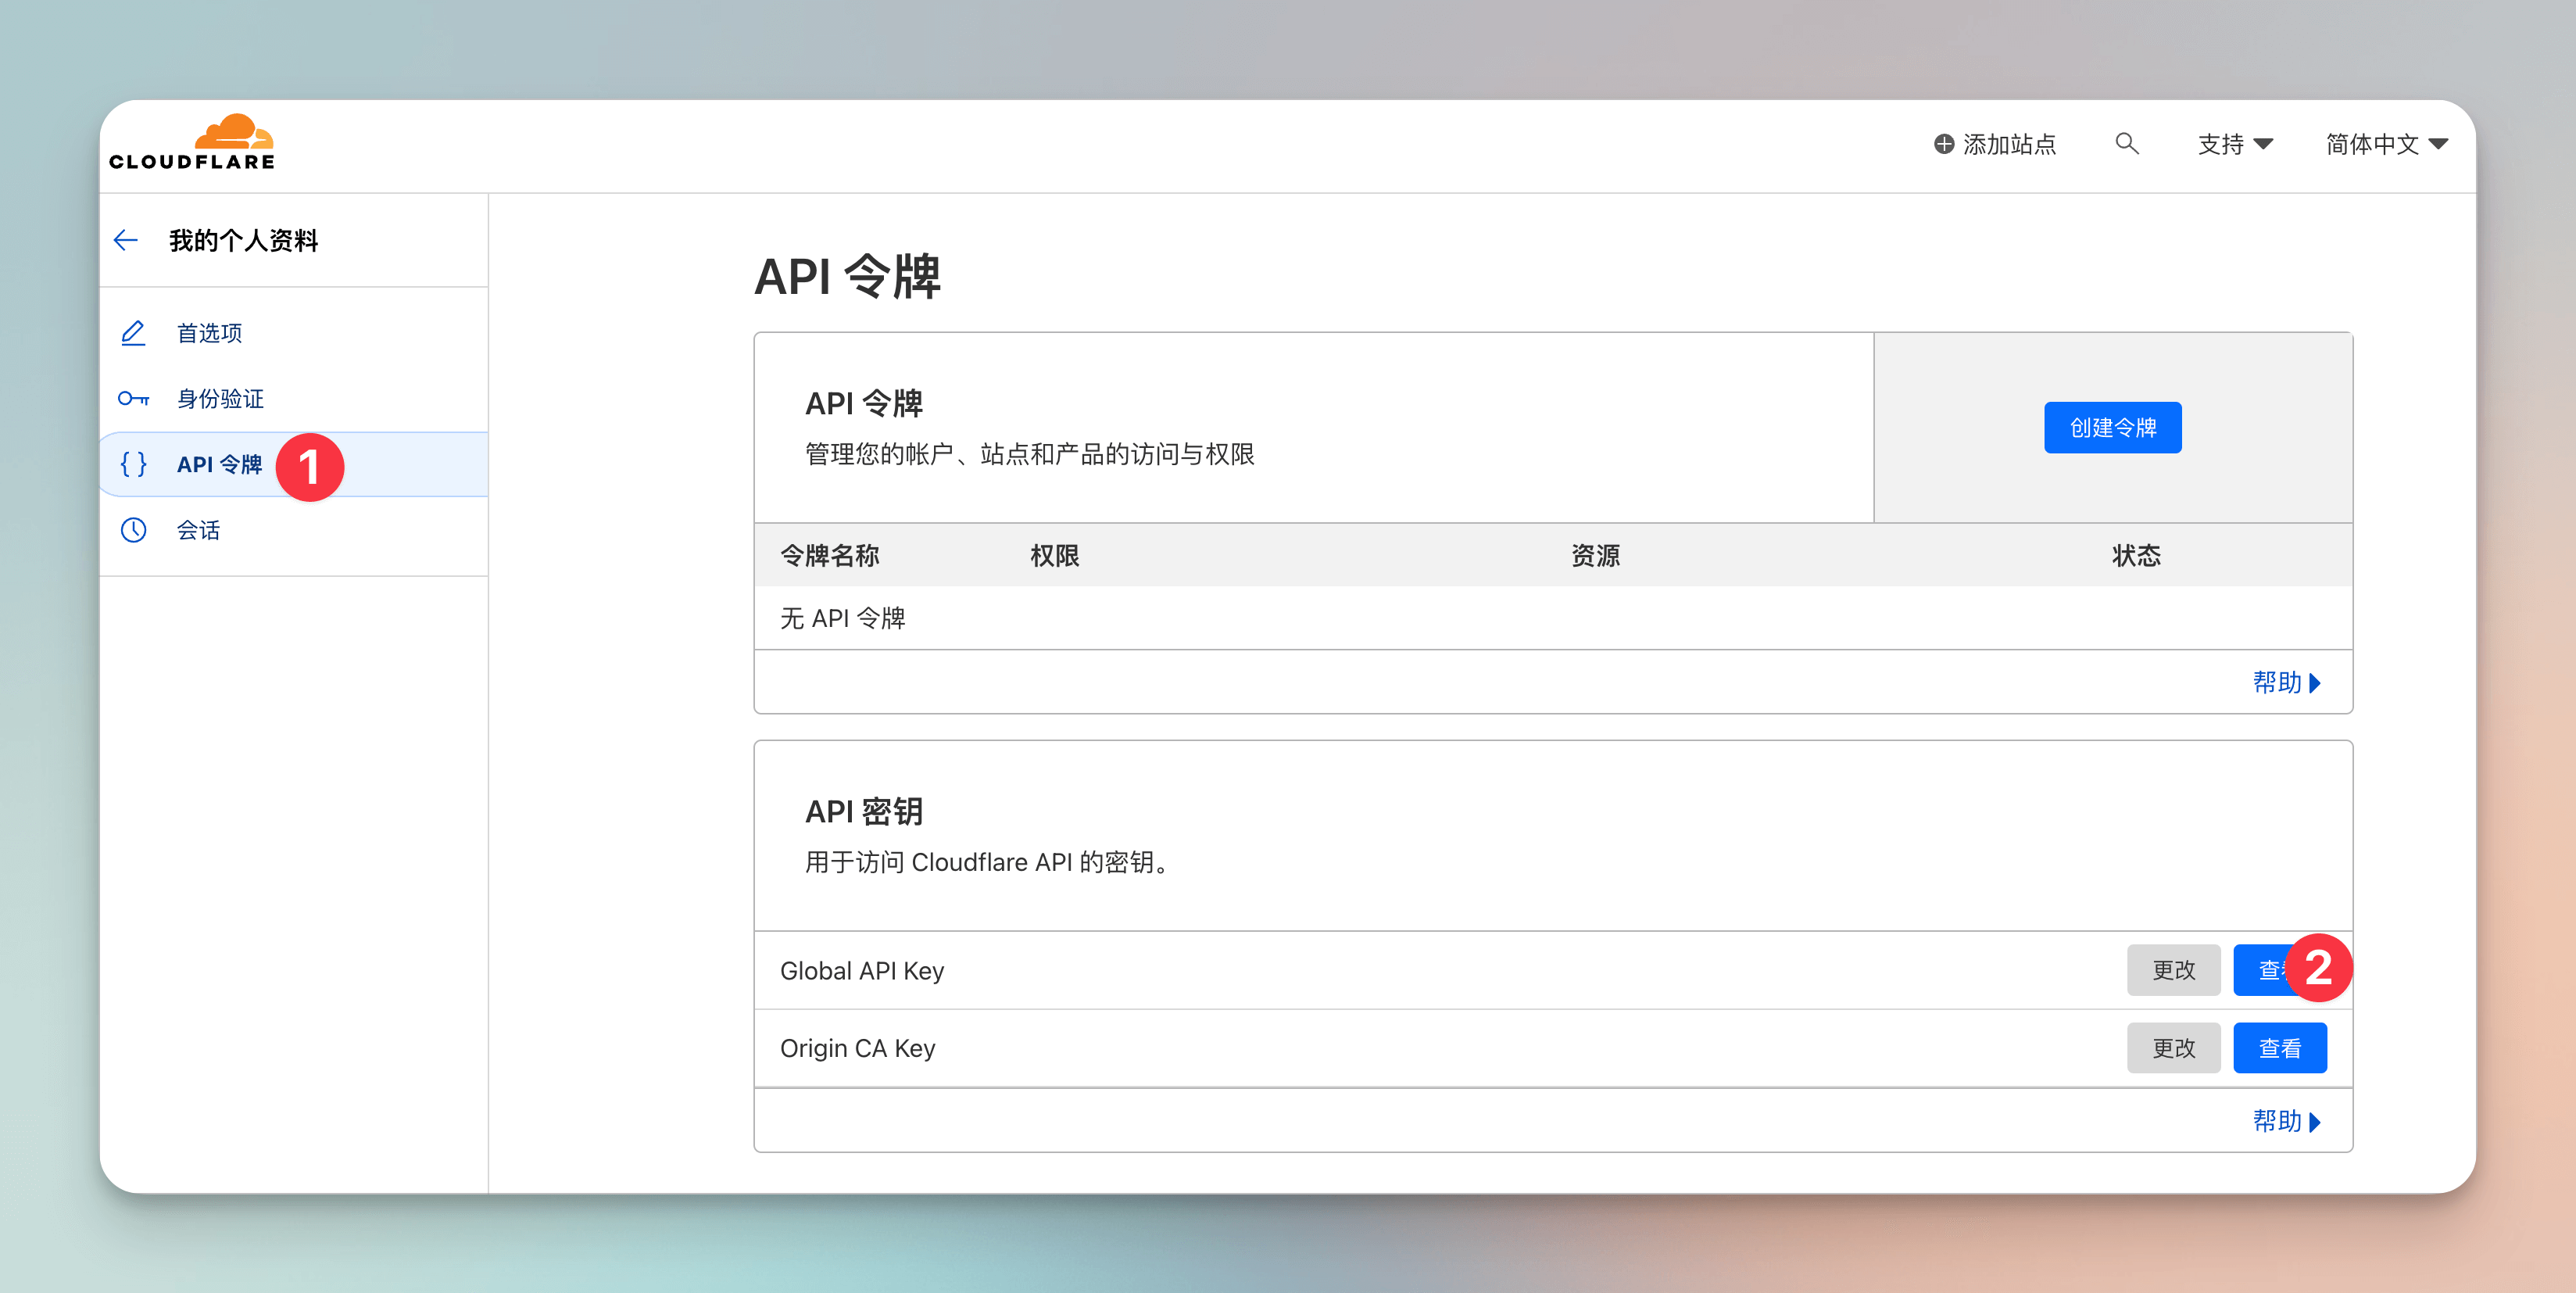 CLOUDFLARE
添加站点
支持
简体中文
我的个人资料
首选项
身份验证
API 令牌
1
会话
API 令牌
API 令牌
管理您的帐户、站点和产品的访问与权限
创建令牌
令牌名称 权限 资源 状态
无 API 令牌
帮助
API 密钥
用于访问 Cloudflare API 的密钥。
Global API Key
更改
查
2
Origin CA Key
更改
查看
帮助